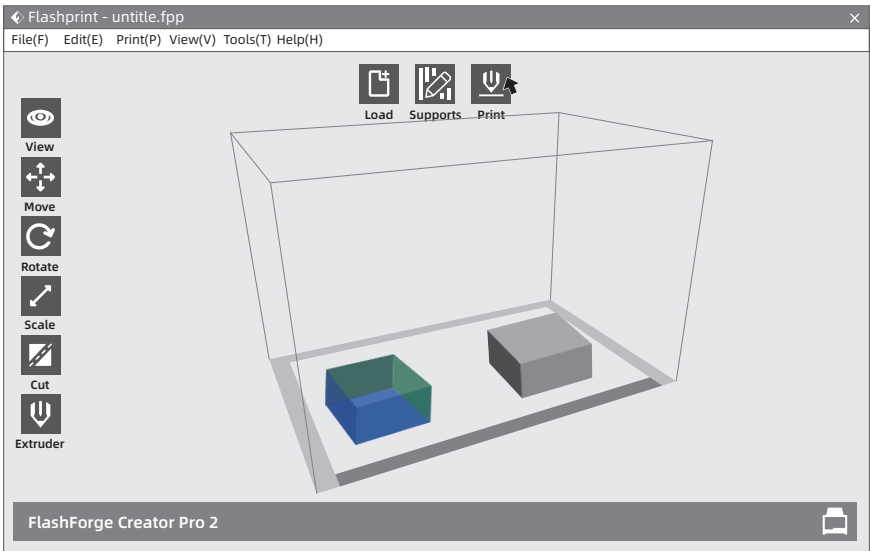 Flashprint - untitle.fpp ×
File(F) Edit(E) Print(P) View(V) Tools(T) Help(H)
Load Supports Print
View
Move
Rotate
Scale
Cut
Extruder
FlashForge Creator Pro 2